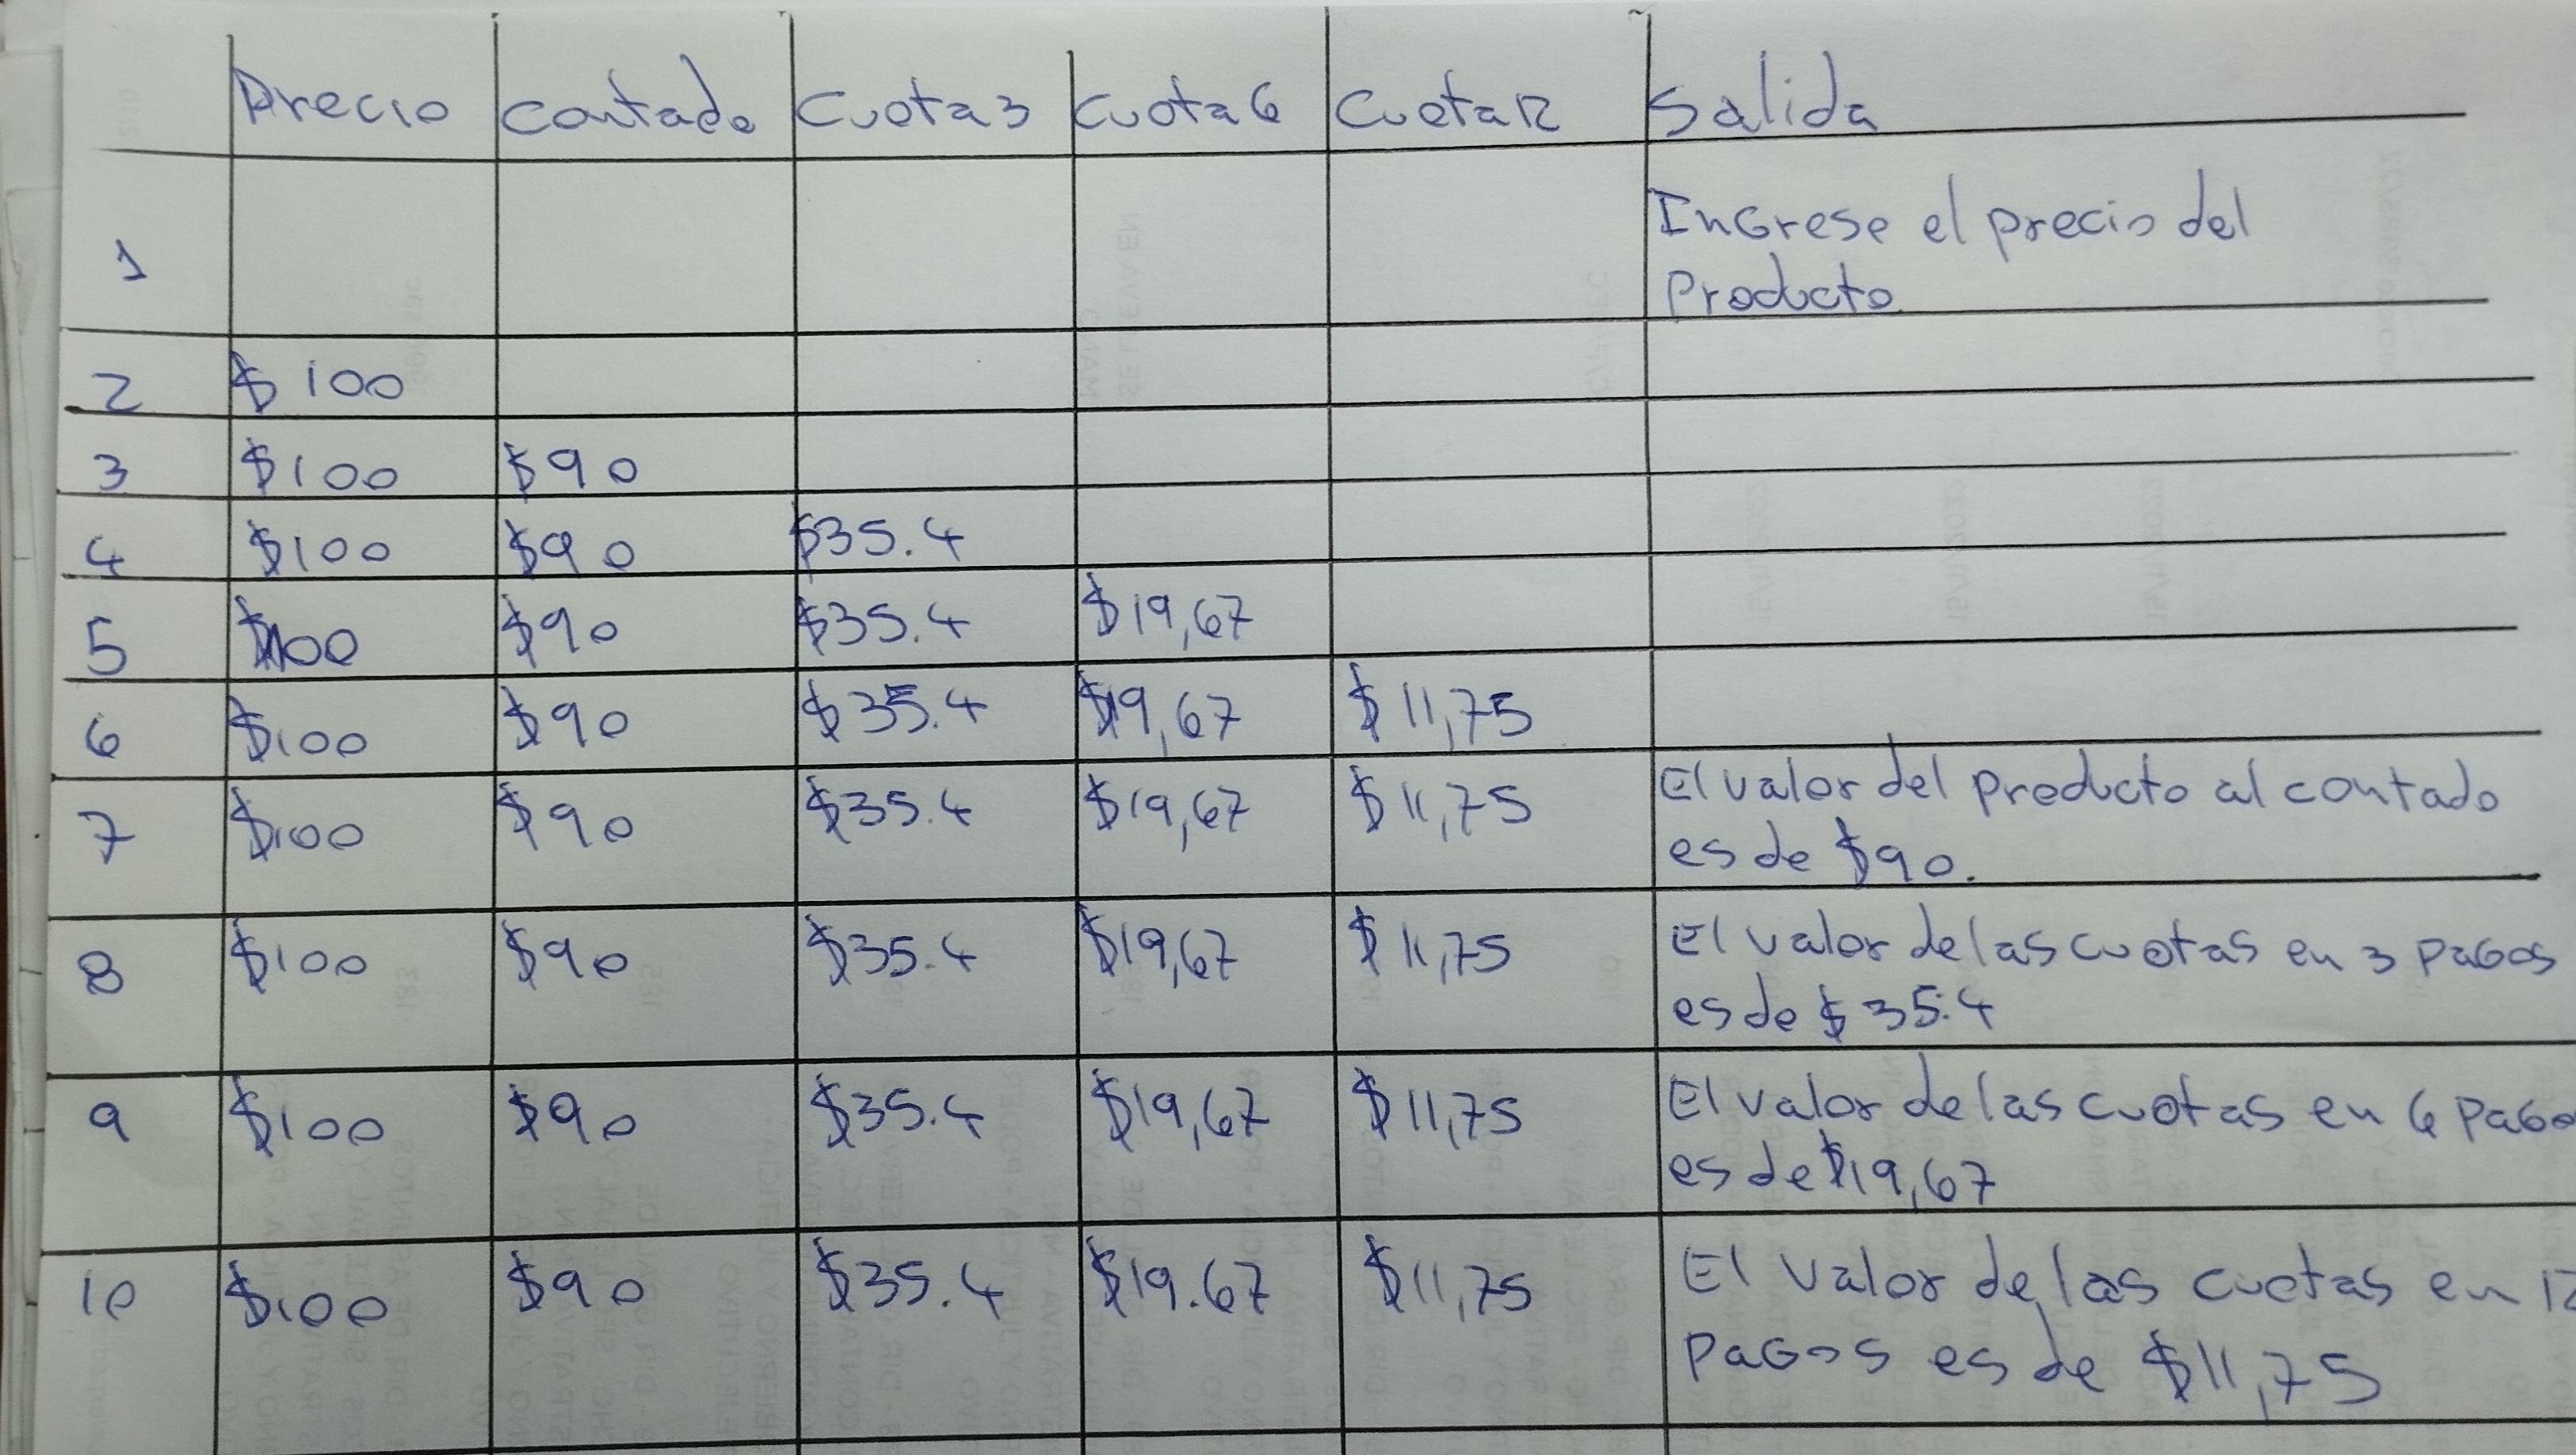 Precio contado Cuota3 Cuota6 Cuota12 Salida
1 Ingrese el precio del
Producto
2 $100
3 $100 $90
4 $100 $90 $35.4
5 $100 $90 $35.4 $19,67
6 $100 $90 $35.4 $19,67 $11,75
7 $100 $90 $35.4 $19,67 $11,75 El valor del producto al contado
es de $90.
8 $100 $90 $35.4 $19,67 $11,75 El valor de las cuotas en 3 pagos
es de $35.4
9 $100 $90 $35.4 $19,67 $11,75 El valor de las cuotas en 6 pago
es de $19,67
10 $100 $90 $35.4 $19.67 $11,75 El valor de las cuotas en 12
pagos es de $11,75